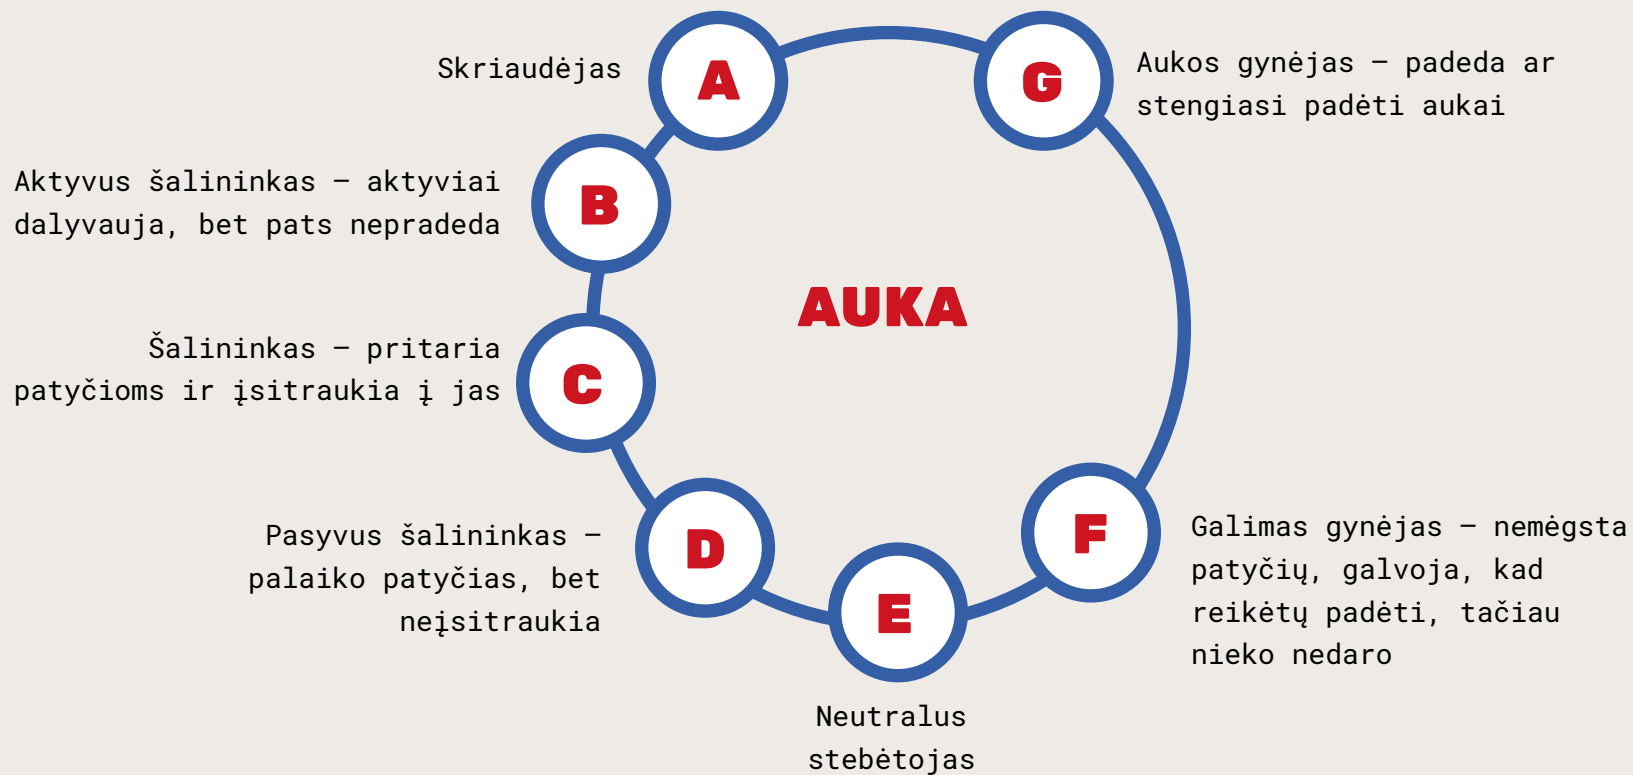 Skriaudėjas
A
G
Aukos gynėjas – padeda ar
stengiasi padėti aukai
Aktyvus šalininkas – aktyviai
dalyvauja, bet pats nepradeda
B
AUKA
Šalininkas – pritaria
patyčioms ir įsitraukia į jas
C
Pasyvus šalininkas –
palaiko patyčias, bet
neįsitraukia
D
E
Neutralus
stebėtojas
F
Galimas gynėjas – nemėgsta
patyčių, galvoja, kad
reikėtų padėti, tačiau
nieko nedaro